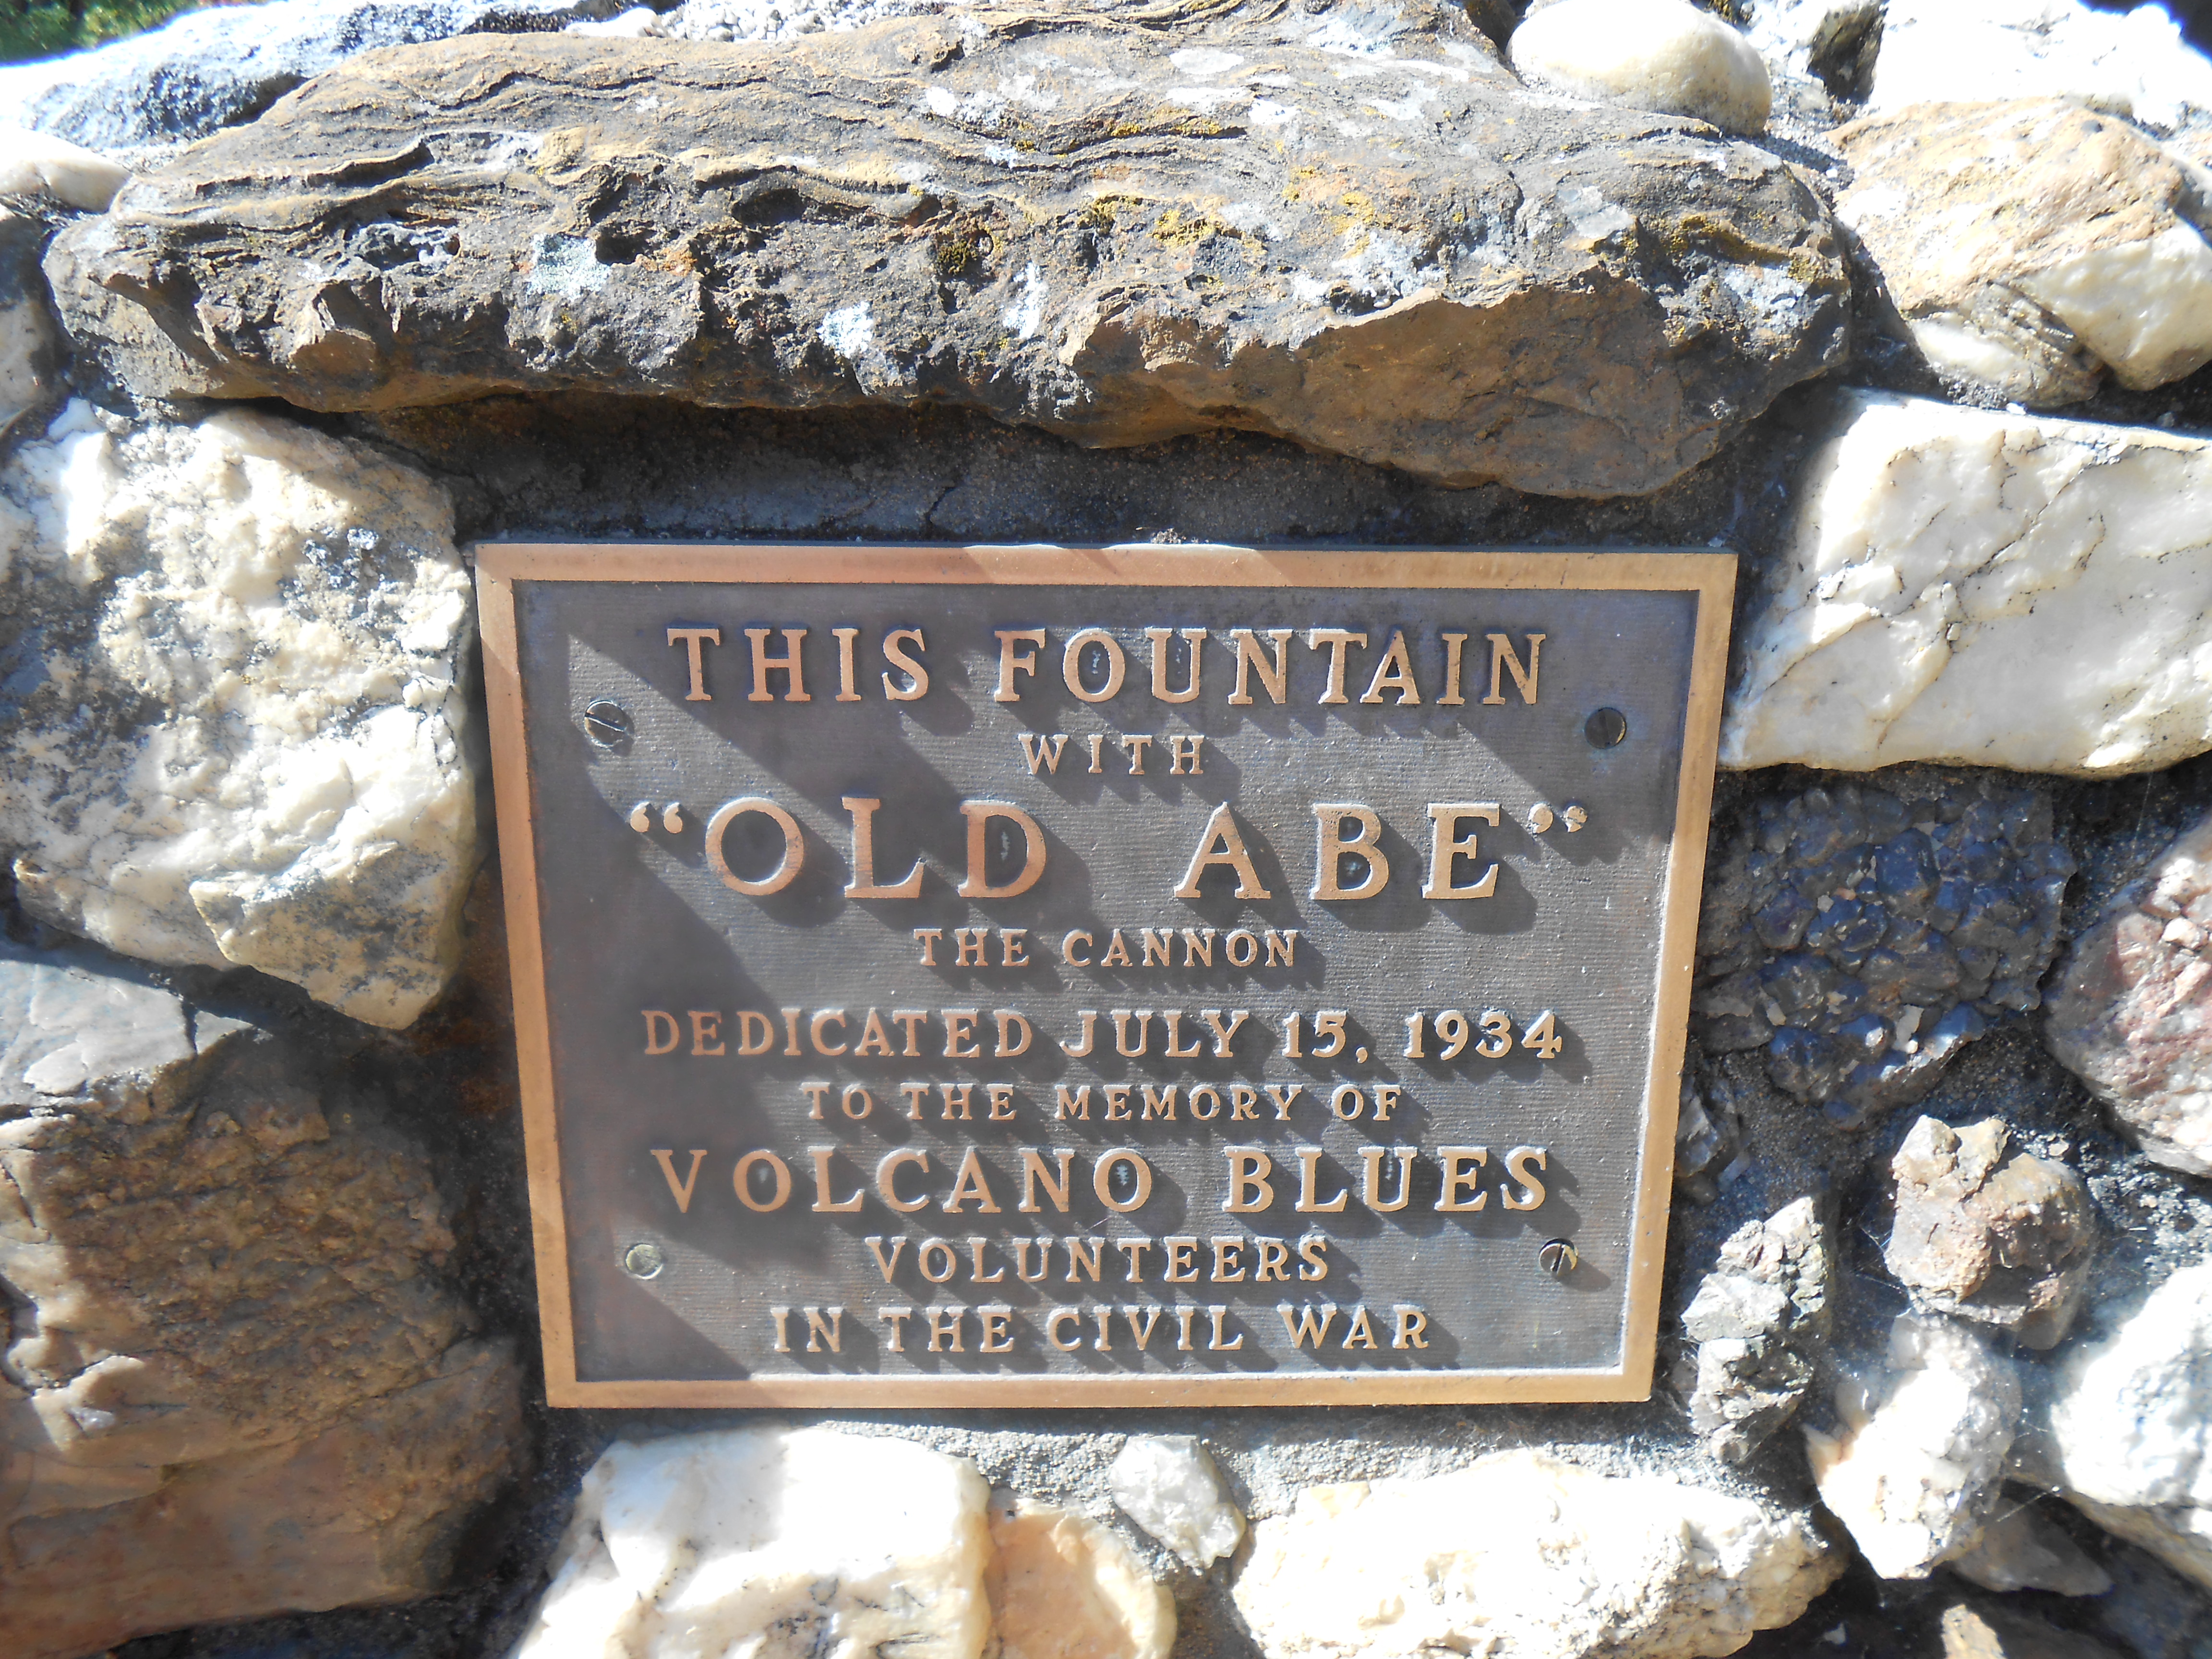 THIS FOUNTAIN
WITH
“OLD ABE”
THE CANNON
DEDICATED JULY 15, 1934
TO THE MEMORY OF
VOLCANO BLUES
VOLUNTEERS
IN THE CIVIL WAR